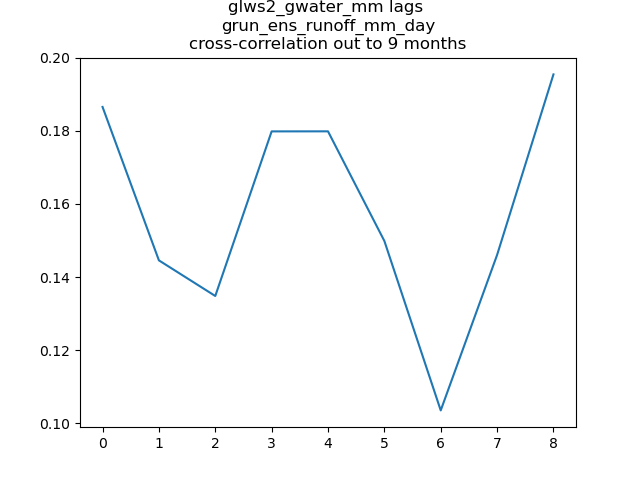 glws2_gwater_mm lags
grun_ens_runoff_mm_day
cross-correlation out to 9 months
0.20
0.18
0.16
0.14
0.12
0.10
0 1 2 3 4 5 6 7 8